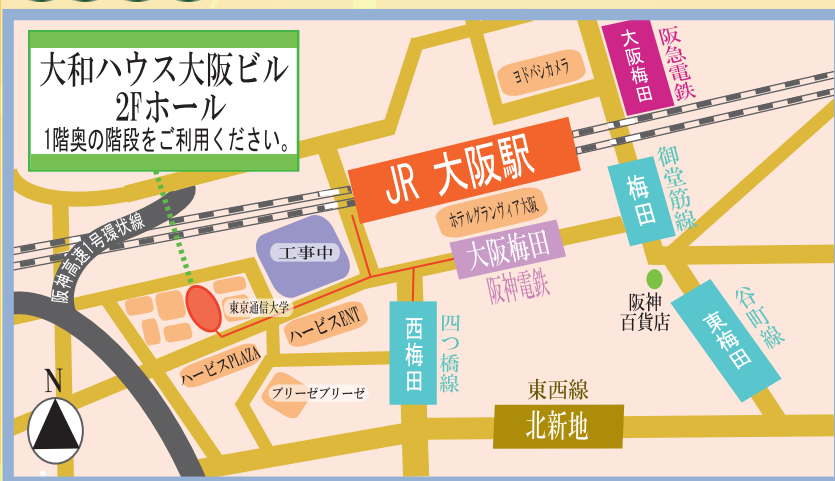 大和ハウス大阪ビル
2Fホール
1階奥の階段をご利用ください。
ヨドバシカメラ
大阪梅田
阪急電鉄
JR 大阪駅
ホテルグランヴィア大阪
梅田
御堂筋線
大阪梅田
阪神電鉄
工事中
阪神高速1号環状線
東京通信大学
ハービスENT
ハービスPLAZA
ブリーゼブリーゼ
西梅田
四つ橋線
阪神
百貨店
東梅田
谷町線
東西線
北新地
N